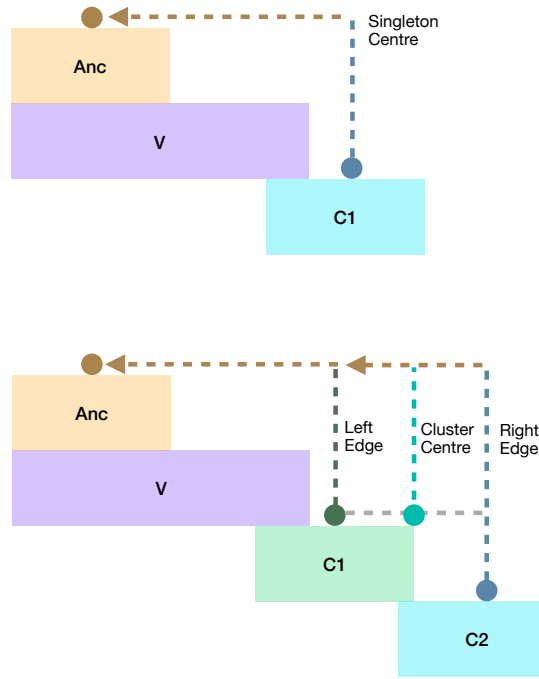 Singleton
Centre
Anc
V
C1
Anc
Left
Edge
Cluster
Centre
Right
Edge
V
C1
C2